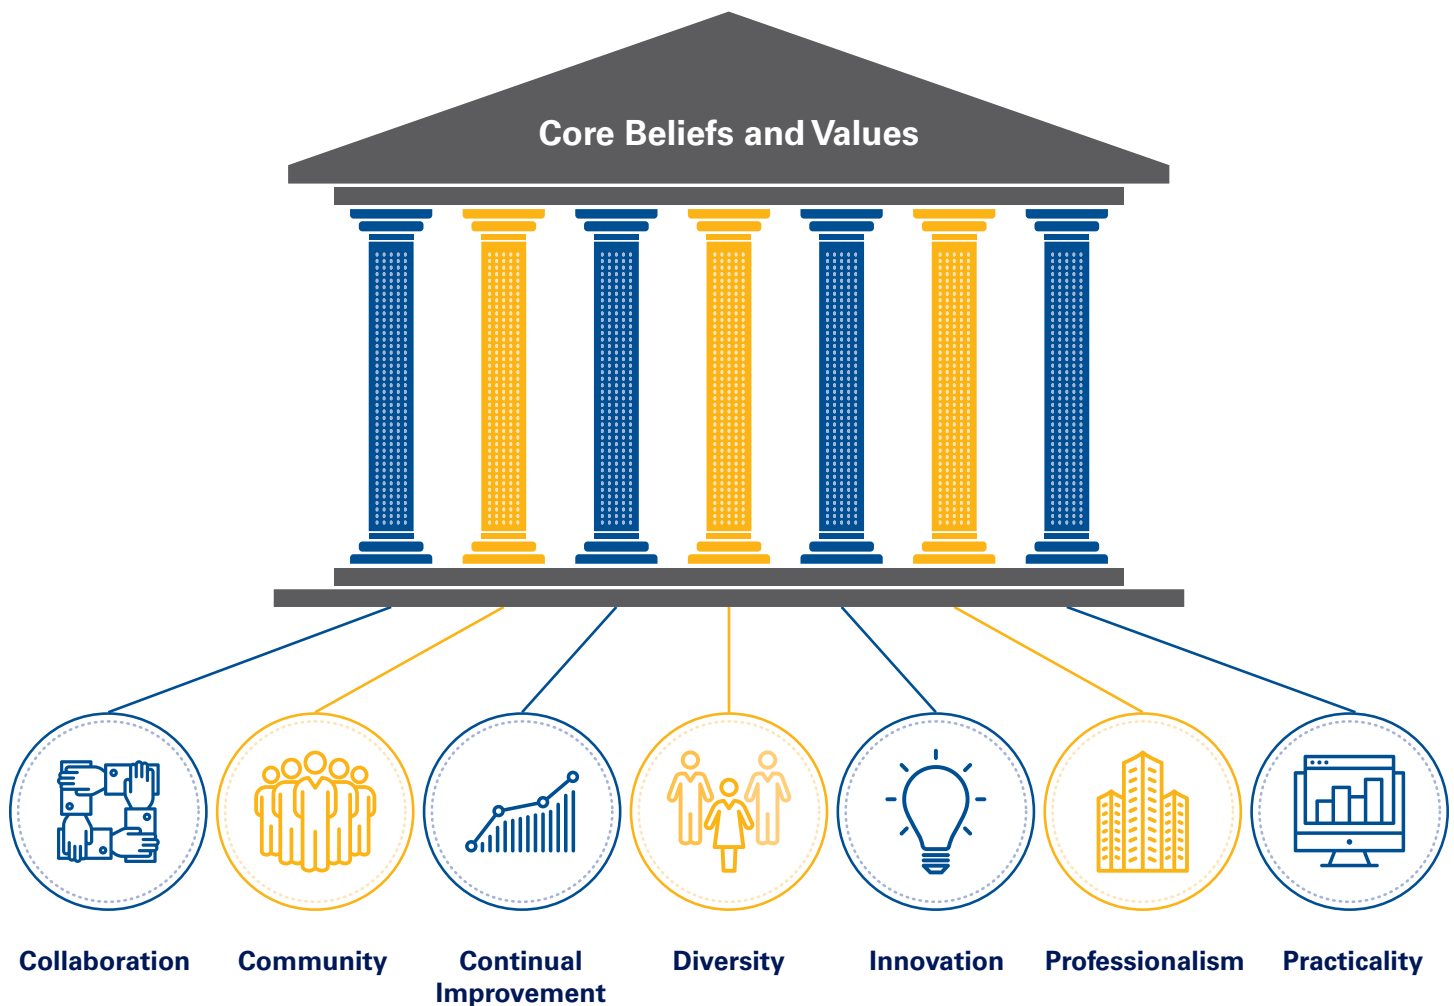 Core Beliefs and Values
Collaboration
Community
Continual
Improvement
Diversity
Innovation
Professionalism
Practicality